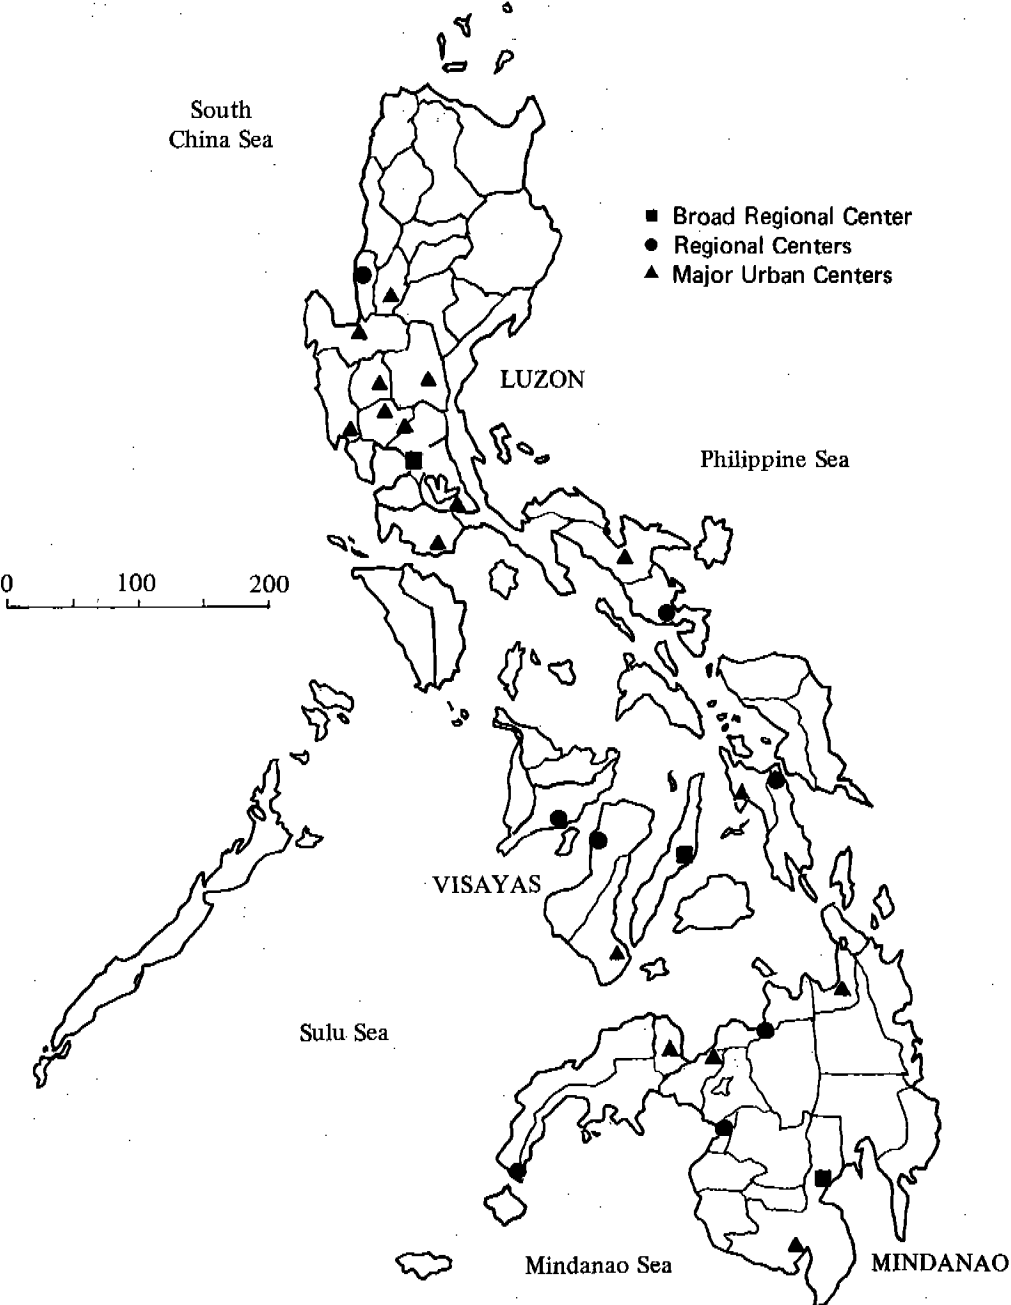 South
China Sea
Broad Regional Center
Regional Centers
Major Urban Centers
LUZON
Philippine Sea
0 100 200
VISAYAS
Sulu Sea
Mindanao Sea
MINDANAO